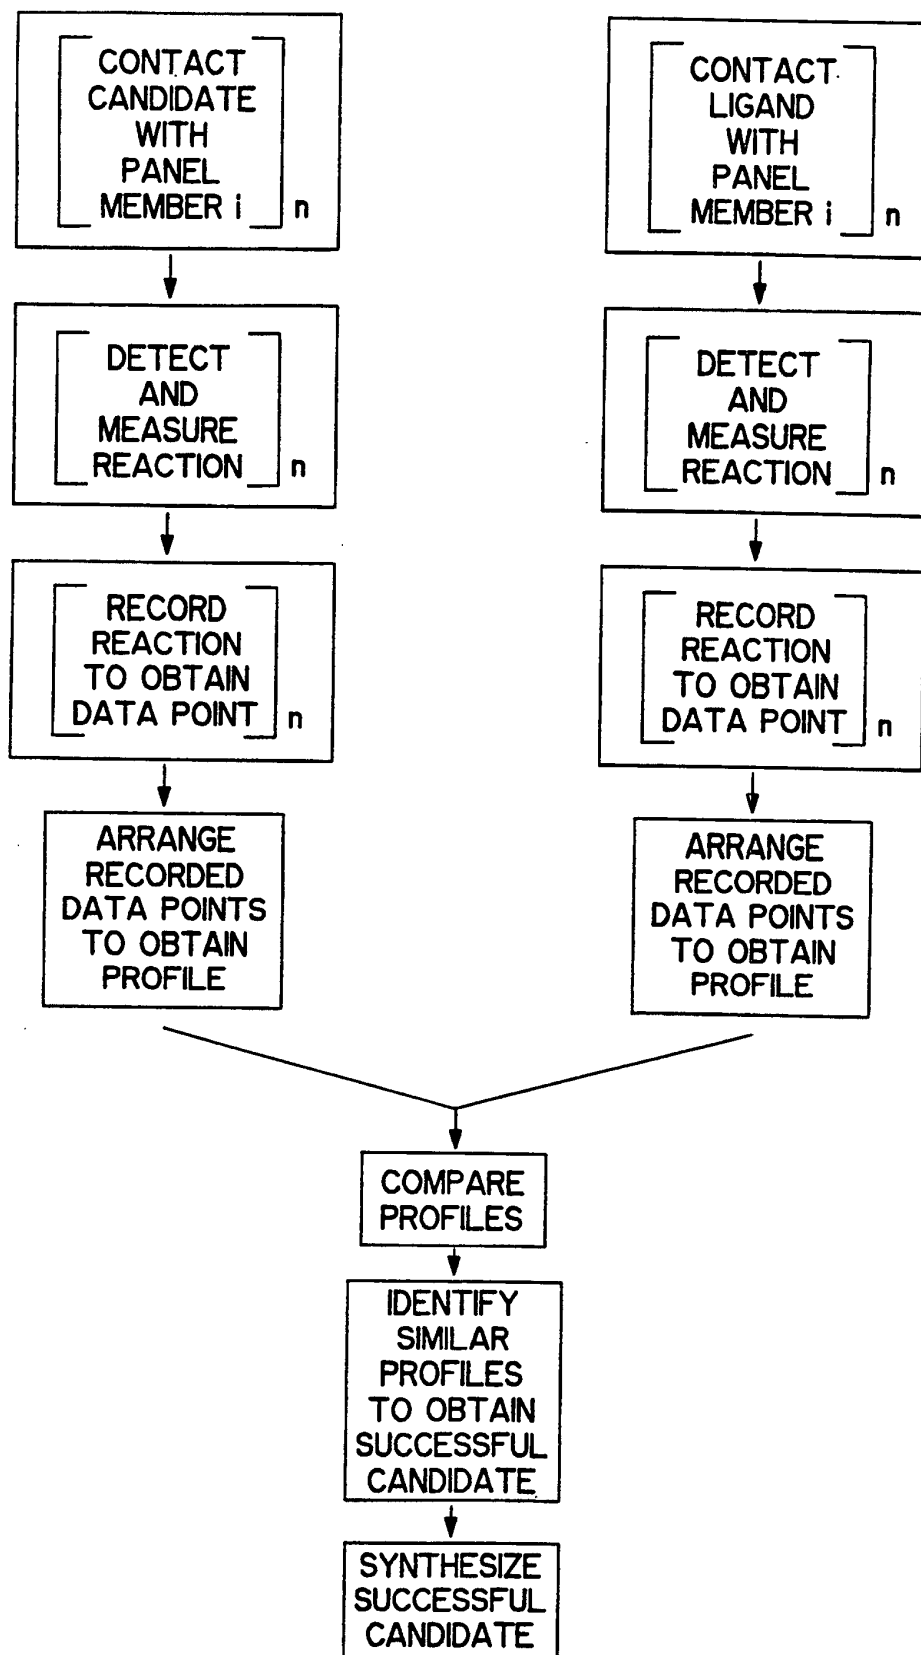 CONTACT
CANDIDATE
WITH
PANEL
MEMBER i
n
DETECT
AND
MEASURE
REACTION
n
RECORD
REACTION
TO OBTAIN
DATA POINT
n
ARRANGE
RECORDED
DATA POINTS
TO OBTAIN
PROFILE
CONTACT
LIGAND
WITH
PANEL
MEMBER i
n
DETECT
AND
MEASURE
REACTION
n
RECORD
REACTION
TO OBTAIN
DATA POINT
n
ARRANGE
RECORDED
DATA POINTS
TO OBTAIN
PROFILE
COMPARE
PROFILES
IDENTIFY
SIMILAR
PROFILES
TO OBTAIN
SUCCESSFUL
CANDIDATE
SYNTHESIZE
SUCCESSFUL
CANDIDATE